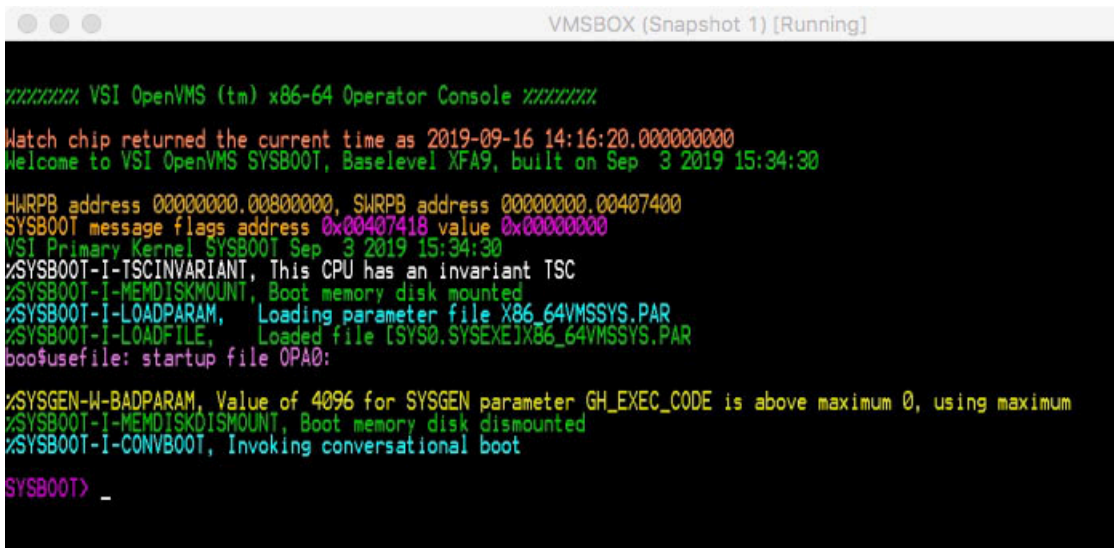 VMSBOX (Snapshot 1) [Running]
%%%%%%% VSI OpenVMS (tm) x86-64 Operator Console %%%%%%%
Watch chip returned the current time as 2019-09-16 14:16:20.000000000
Welcome to VSI OpenVMS SYSBOOT, Baselevel XFA9, built on Sep  3 2019 15:34:30
HWRPB address 00000000.00800000, SWRPB address 00000000.00407400
SYSBOOT message flags address 0x00407418 value 0x00000000
VSI Primary Kernel SYSBOOT Sep  3 2019 15:34:30
%SYSBOOT-I-TSCINVARIANT, This CPU has an invariant TSC
%SYSBOOT-I-MEMDISKMOUNT, Boot memory disk mounted
%SYSBOOT-I-LOADPARAM,   Loading parameter file X86_64VMSSYS.PAR
%SYSBOOT-I-LOADFILE,    Loaded file [SYS0.SYSEXE]X86_64VMSSYS.PAR
boo$usefile: startup file OPA0:
%SYSGEN-W-BADPARAM, Value of 4096 for SYSGEN parameter GH_EXEC_CODE is above maximum 0, using maximum
%SYSBOOT-I-MEMDISKDISMOUNT, Boot memory disk dismounted
%SYSBOOT-I-CONVBOOT, Invoking conversational boot
SYSBOOT> _